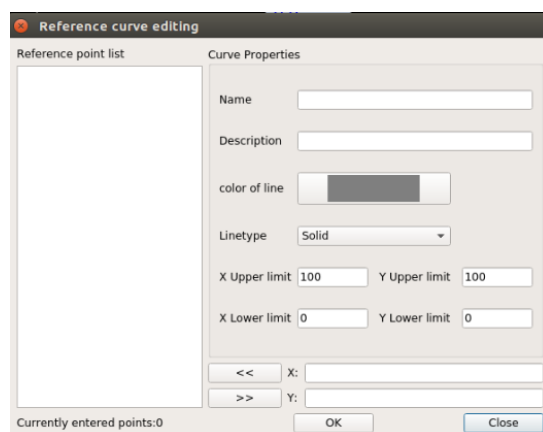 Reference curve editing
Reference point list
Curve Properties
Name
Description
color of line
Linetype Solid
X Upper limit 100 Y Upper limit 100
X Lower limit 0 Y Lower limit 0
<< X:
>> Y:
Currently entered points:0 OK Close